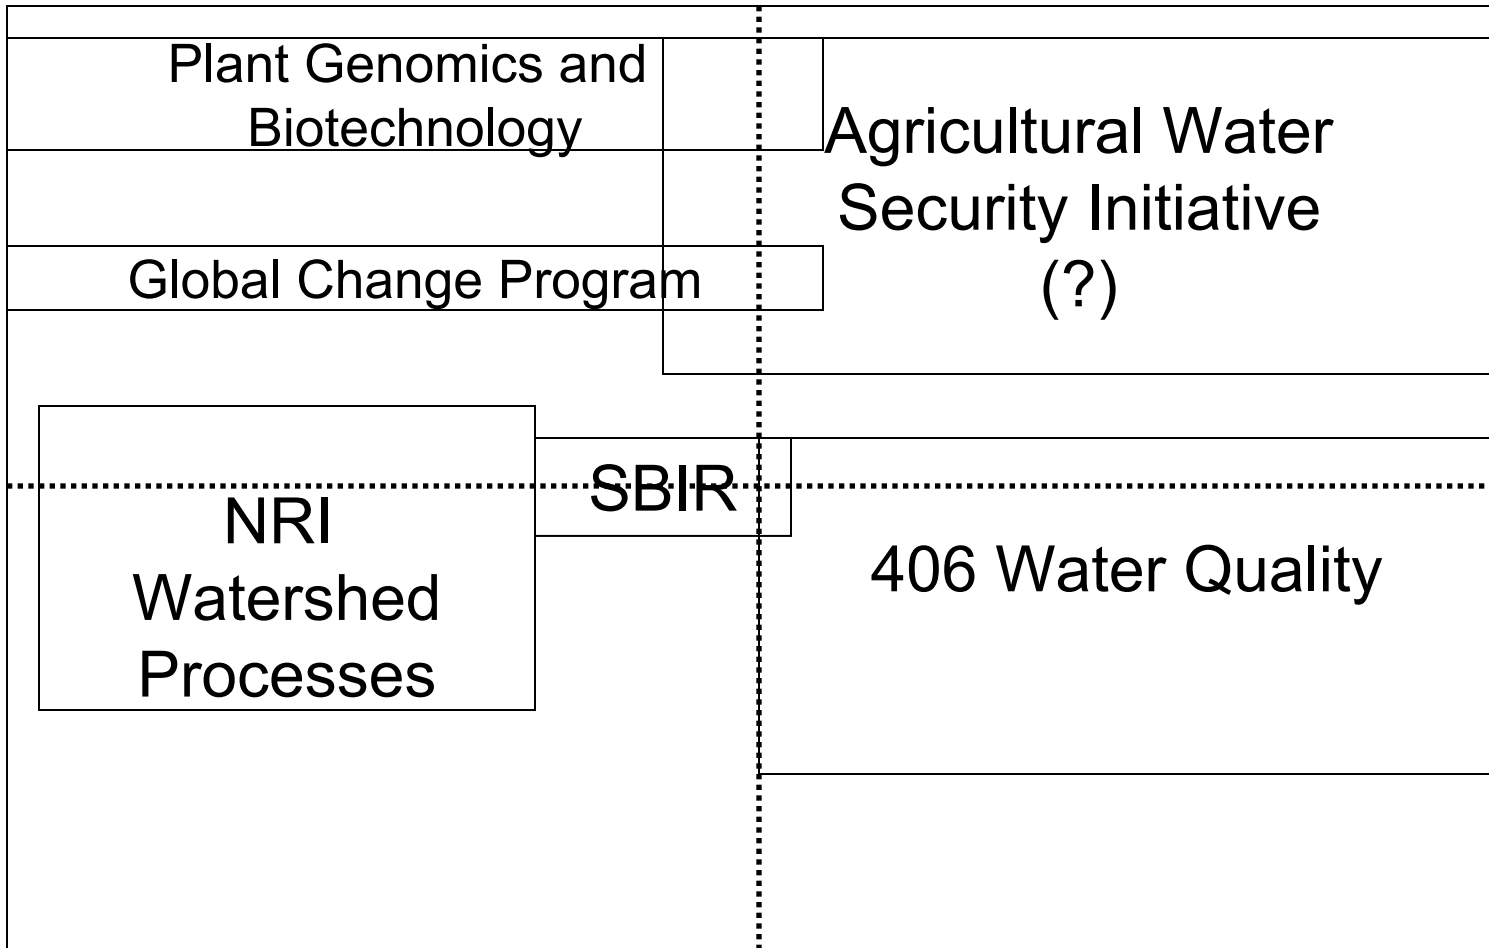 Plant Genomics and
Biotechnology
Agricultural Water
Security Initiative
(?)
Global Change Program
SBIR
NRI
Watershed
Processes
406 Water Quality